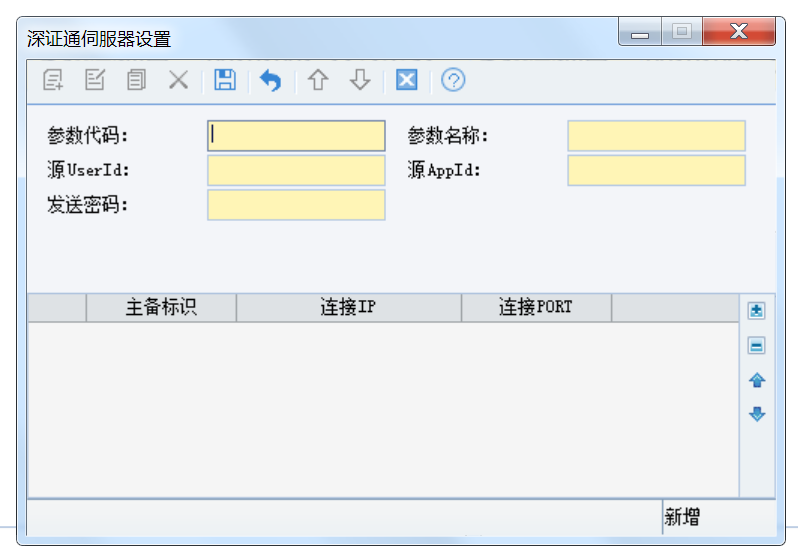 深证通伺服器设置
参数代码: 参数名称:
源UserId: 源AppId:
发送密码:
主备标识 连接IP 连接PORT
新增